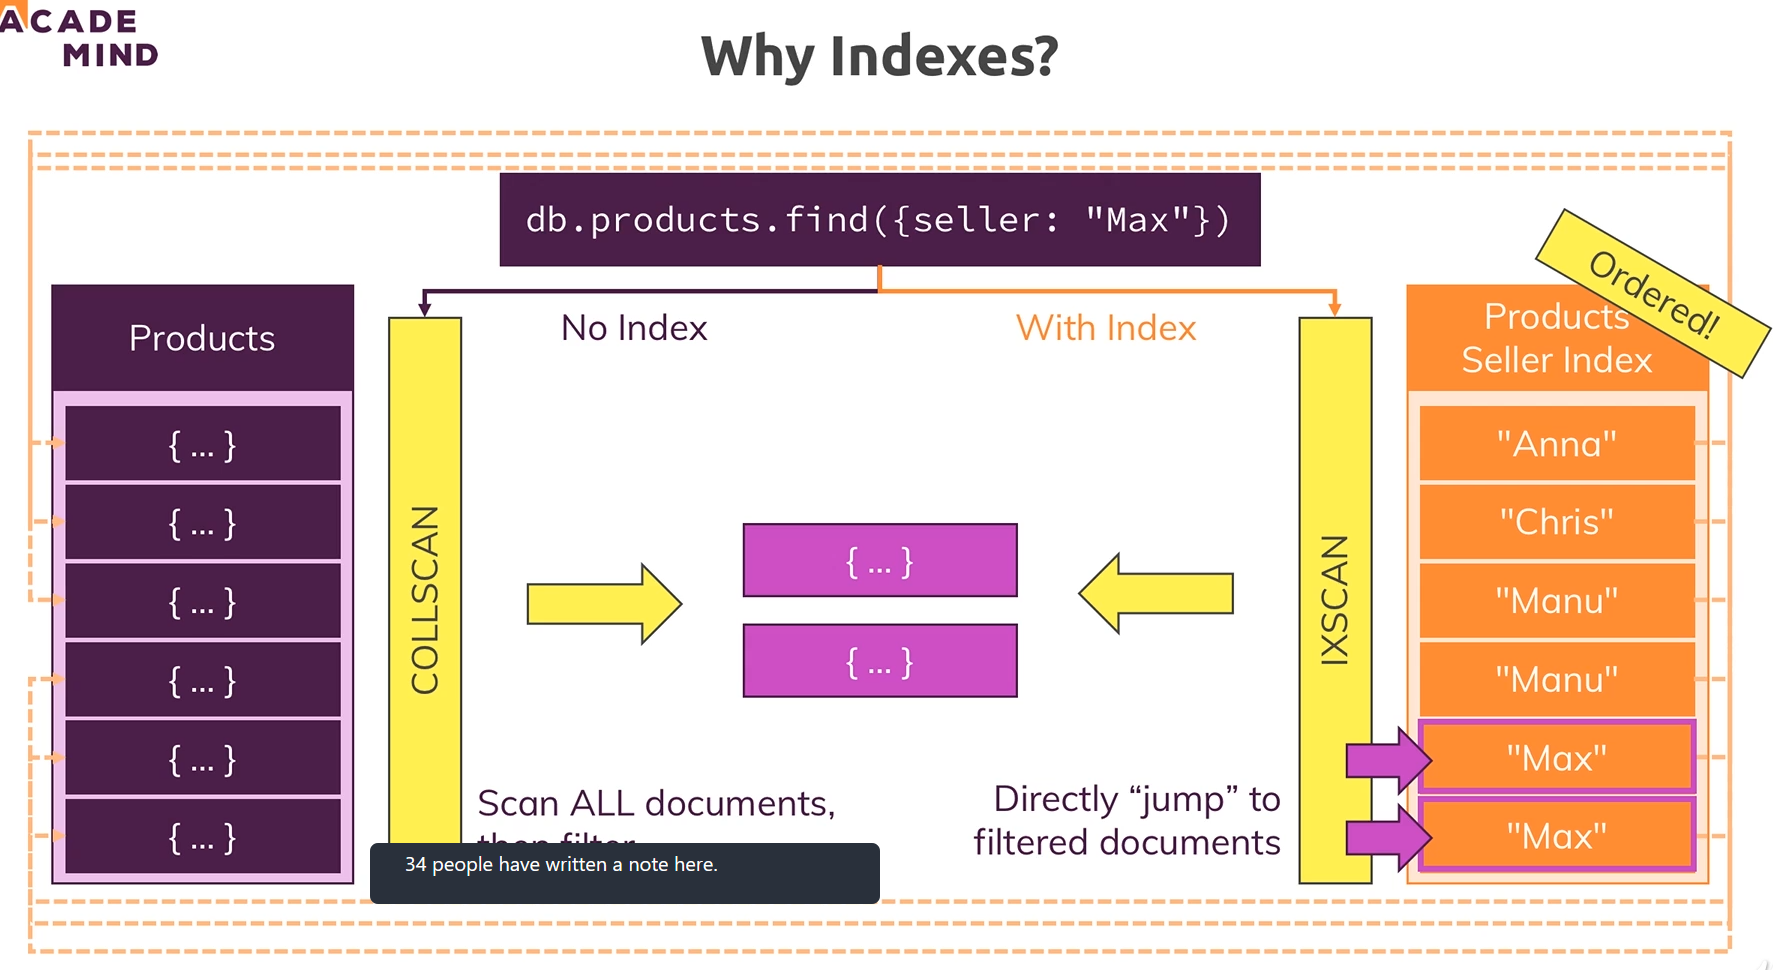 ACADE
MIND
Why Indexes?
db.products.find({seller: "Max"})
Ordered!
No Index
With Index
Products
Products
Seller Index
{ ... }
{ ... }
{ ... }
{ ... }
{ ... }
{ ... }
COLLSCAN
{ ... }
{ ... }
IXSCAN
"Anna"
"Chris"
"Manu"
"Manu"
"Max"
"Max"
Scan ALL documents,
then filter
Directly “jump” to
filtered documents
34 people have written a note here.